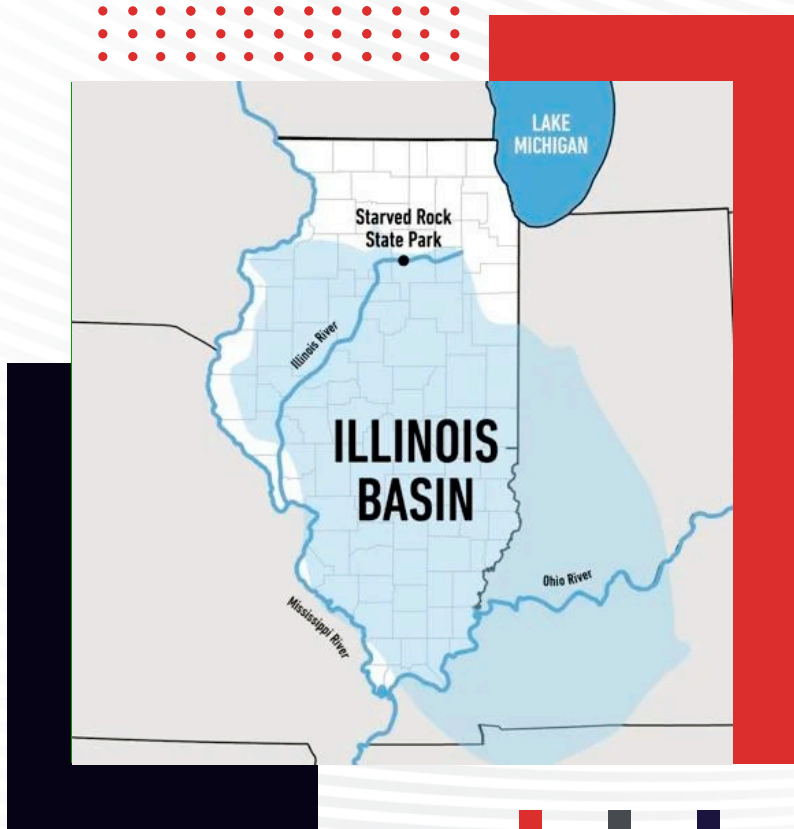 LAKE
MICHIGAN
Starved Rock
State Park
Illinois River
ILLINOIS
BASIN
Ohio River
Mississippi River